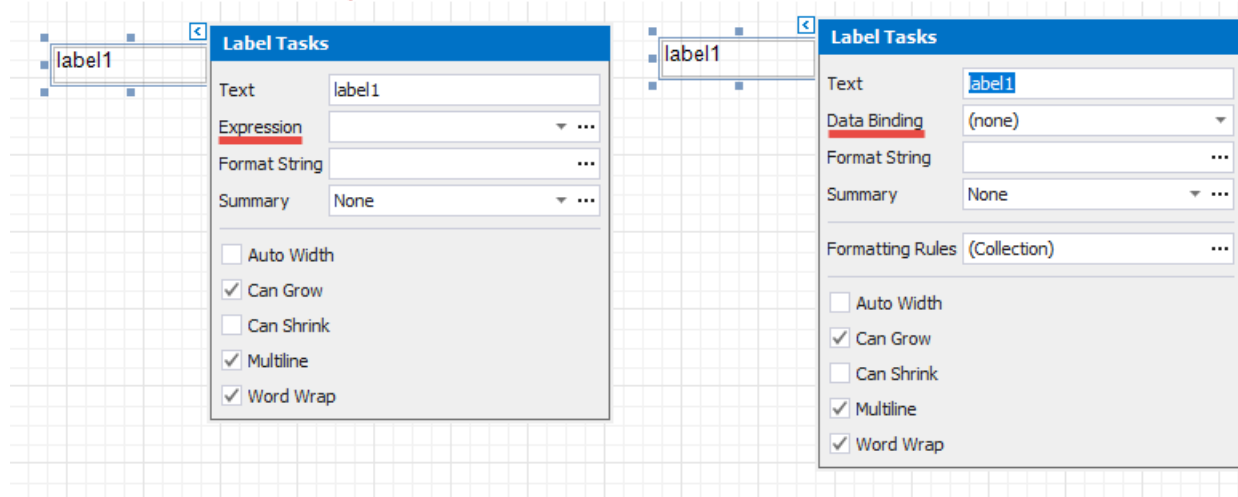 label1
Label Tasks
Text label1
Expression
Format String
Summary None
Auto Width
Can Grow
Can Shrink
Multiline
Word Wrap
label1
Label Tasks
Text label1
Data Binding (none)
Format String
Summary None
Formatting Rules (Collection)
Auto Width
Can Grow
Can Shrink
Multiline
Word Wrap